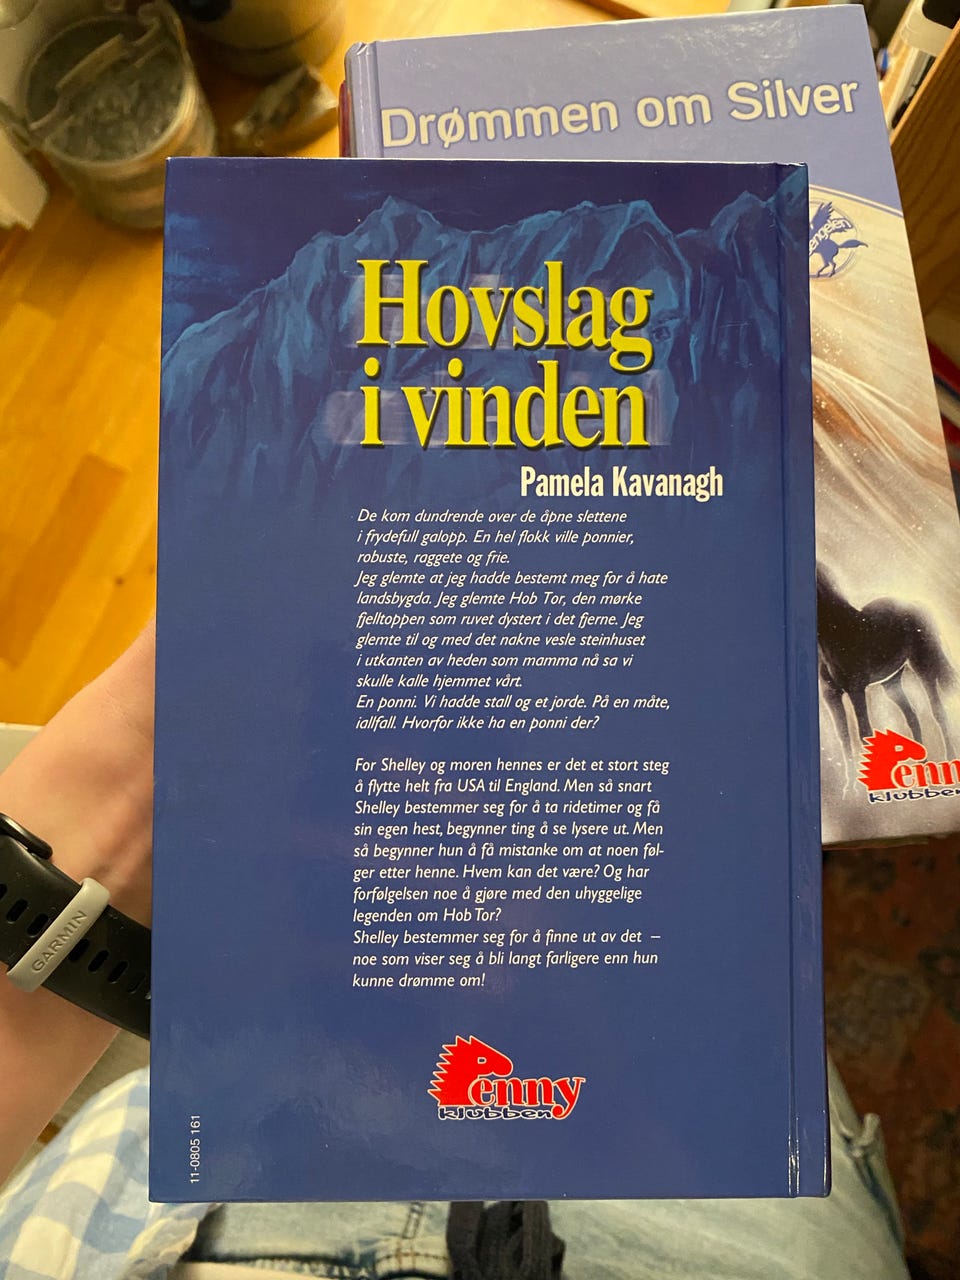 Drømmen om Silver
Hovslag
i vinden
Pamela Kavanagh
De kom dundrende over de åpne slettene
i frydefull galopp. En hel flokk ville ponnier,
robuste, raggete og frie.
Jeg glemte at jeg hadde bestemt meg for å hate
landsbygda. Jeg glemte Hob Tor, den mørke
fjelltoppen som ruvet dystert i det fjerne. Jeg
glemte til og med det nakne vesle steinhuset
i utkanten av heden som mamma nå sa vi
skulle kalle hjemmet vårt.
En ponni. Vi hadde stall og et jorde. På en måte,
iallfall. Hvorfor ikke ha en ponni der?
For Shelley og moren hennes er det et stort steg
å flytte helt fra USA til England. Men så snart
Shelley bestemmer seg for å ta ridetimer og få
sin egen hest, begynner ting å se lysere ut. Men
så begynner hun å få mistanke om at noen føl-
ger etter henne. Hvem kan det være? Og har
forfølgelsen noe å gjøre med den uhyggelige
legenden om Hob Tor?
Shelley bestemmer seg for å finne ut av det –
noe som viser seg å bli langt farligere enn hun
kunne drømme om!
Penny
klubben
11-0805 161
GARMIN
Penny
klubben